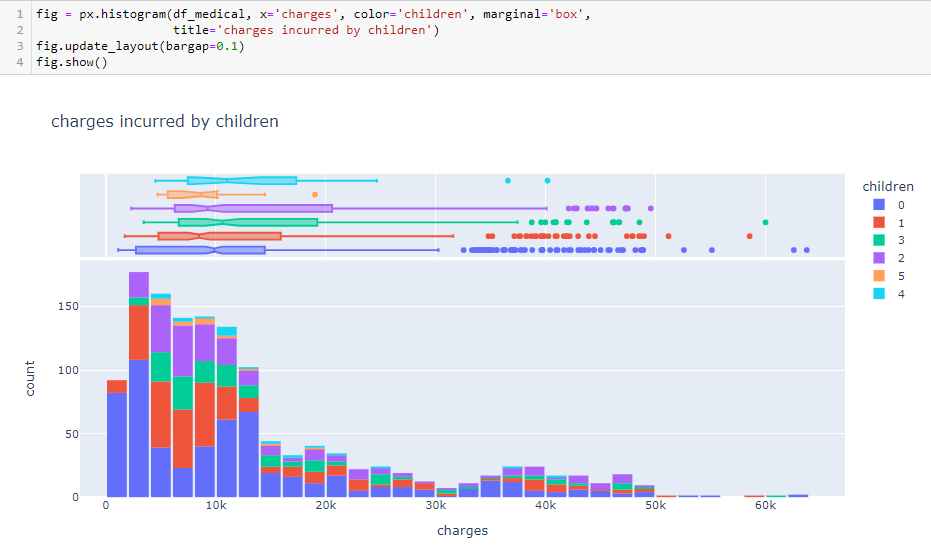 1 fig = px.histogram(df_medical, x='charges', color='children', marginal='box',
2                    title='charges incurred by children')
3 fig.update_layout(bargap=0.1)
4 fig.show()
charges incurred by children
children
0
1
3
2
5
4
150
100
50
0
count
0 10k 20k 30k 40k 50k 60k
charges